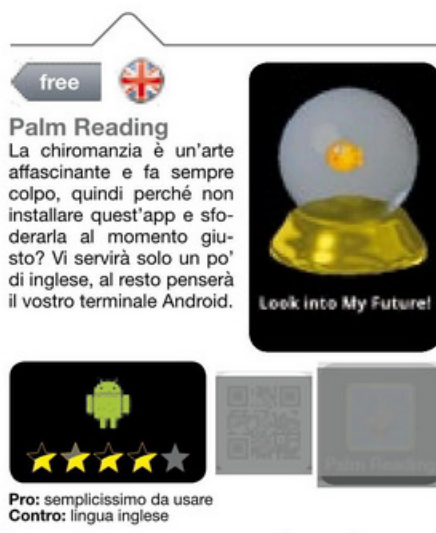 free
Palm Reading
La chiromanzia è un'arte
affascinante e fa sempre
colpo, quindi perché non
installare quest'app e sfo-
derarla al momento giu-
sto? Vi servirà solo un po'
di inglese, al resto penserà
il vostro terminale Android.
Look into My Future!
Palm Reading
Pro: semplicissimo da usare
Contro: lingua inglese